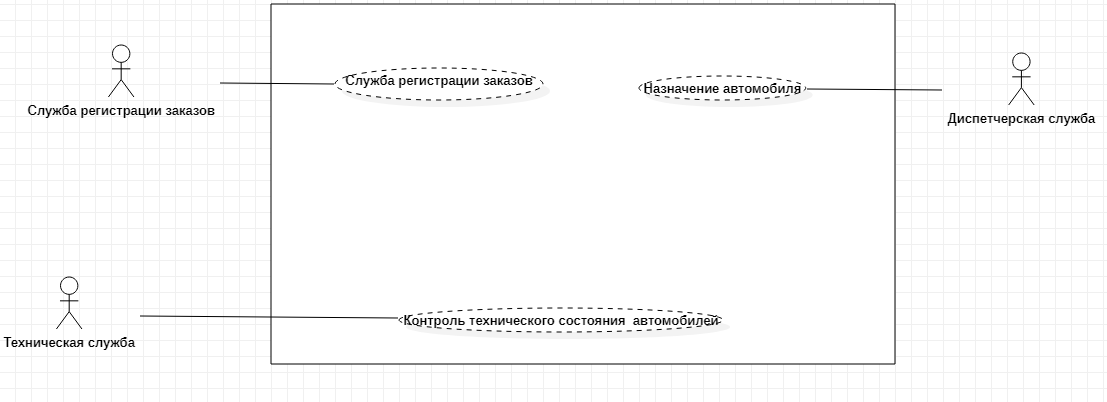 Служба регистрации заказов
Назначение автомобиля
Служба регистрации заказов
Диспетчерская служба
Контроль технического состояния  автомобилей
Техническая служба